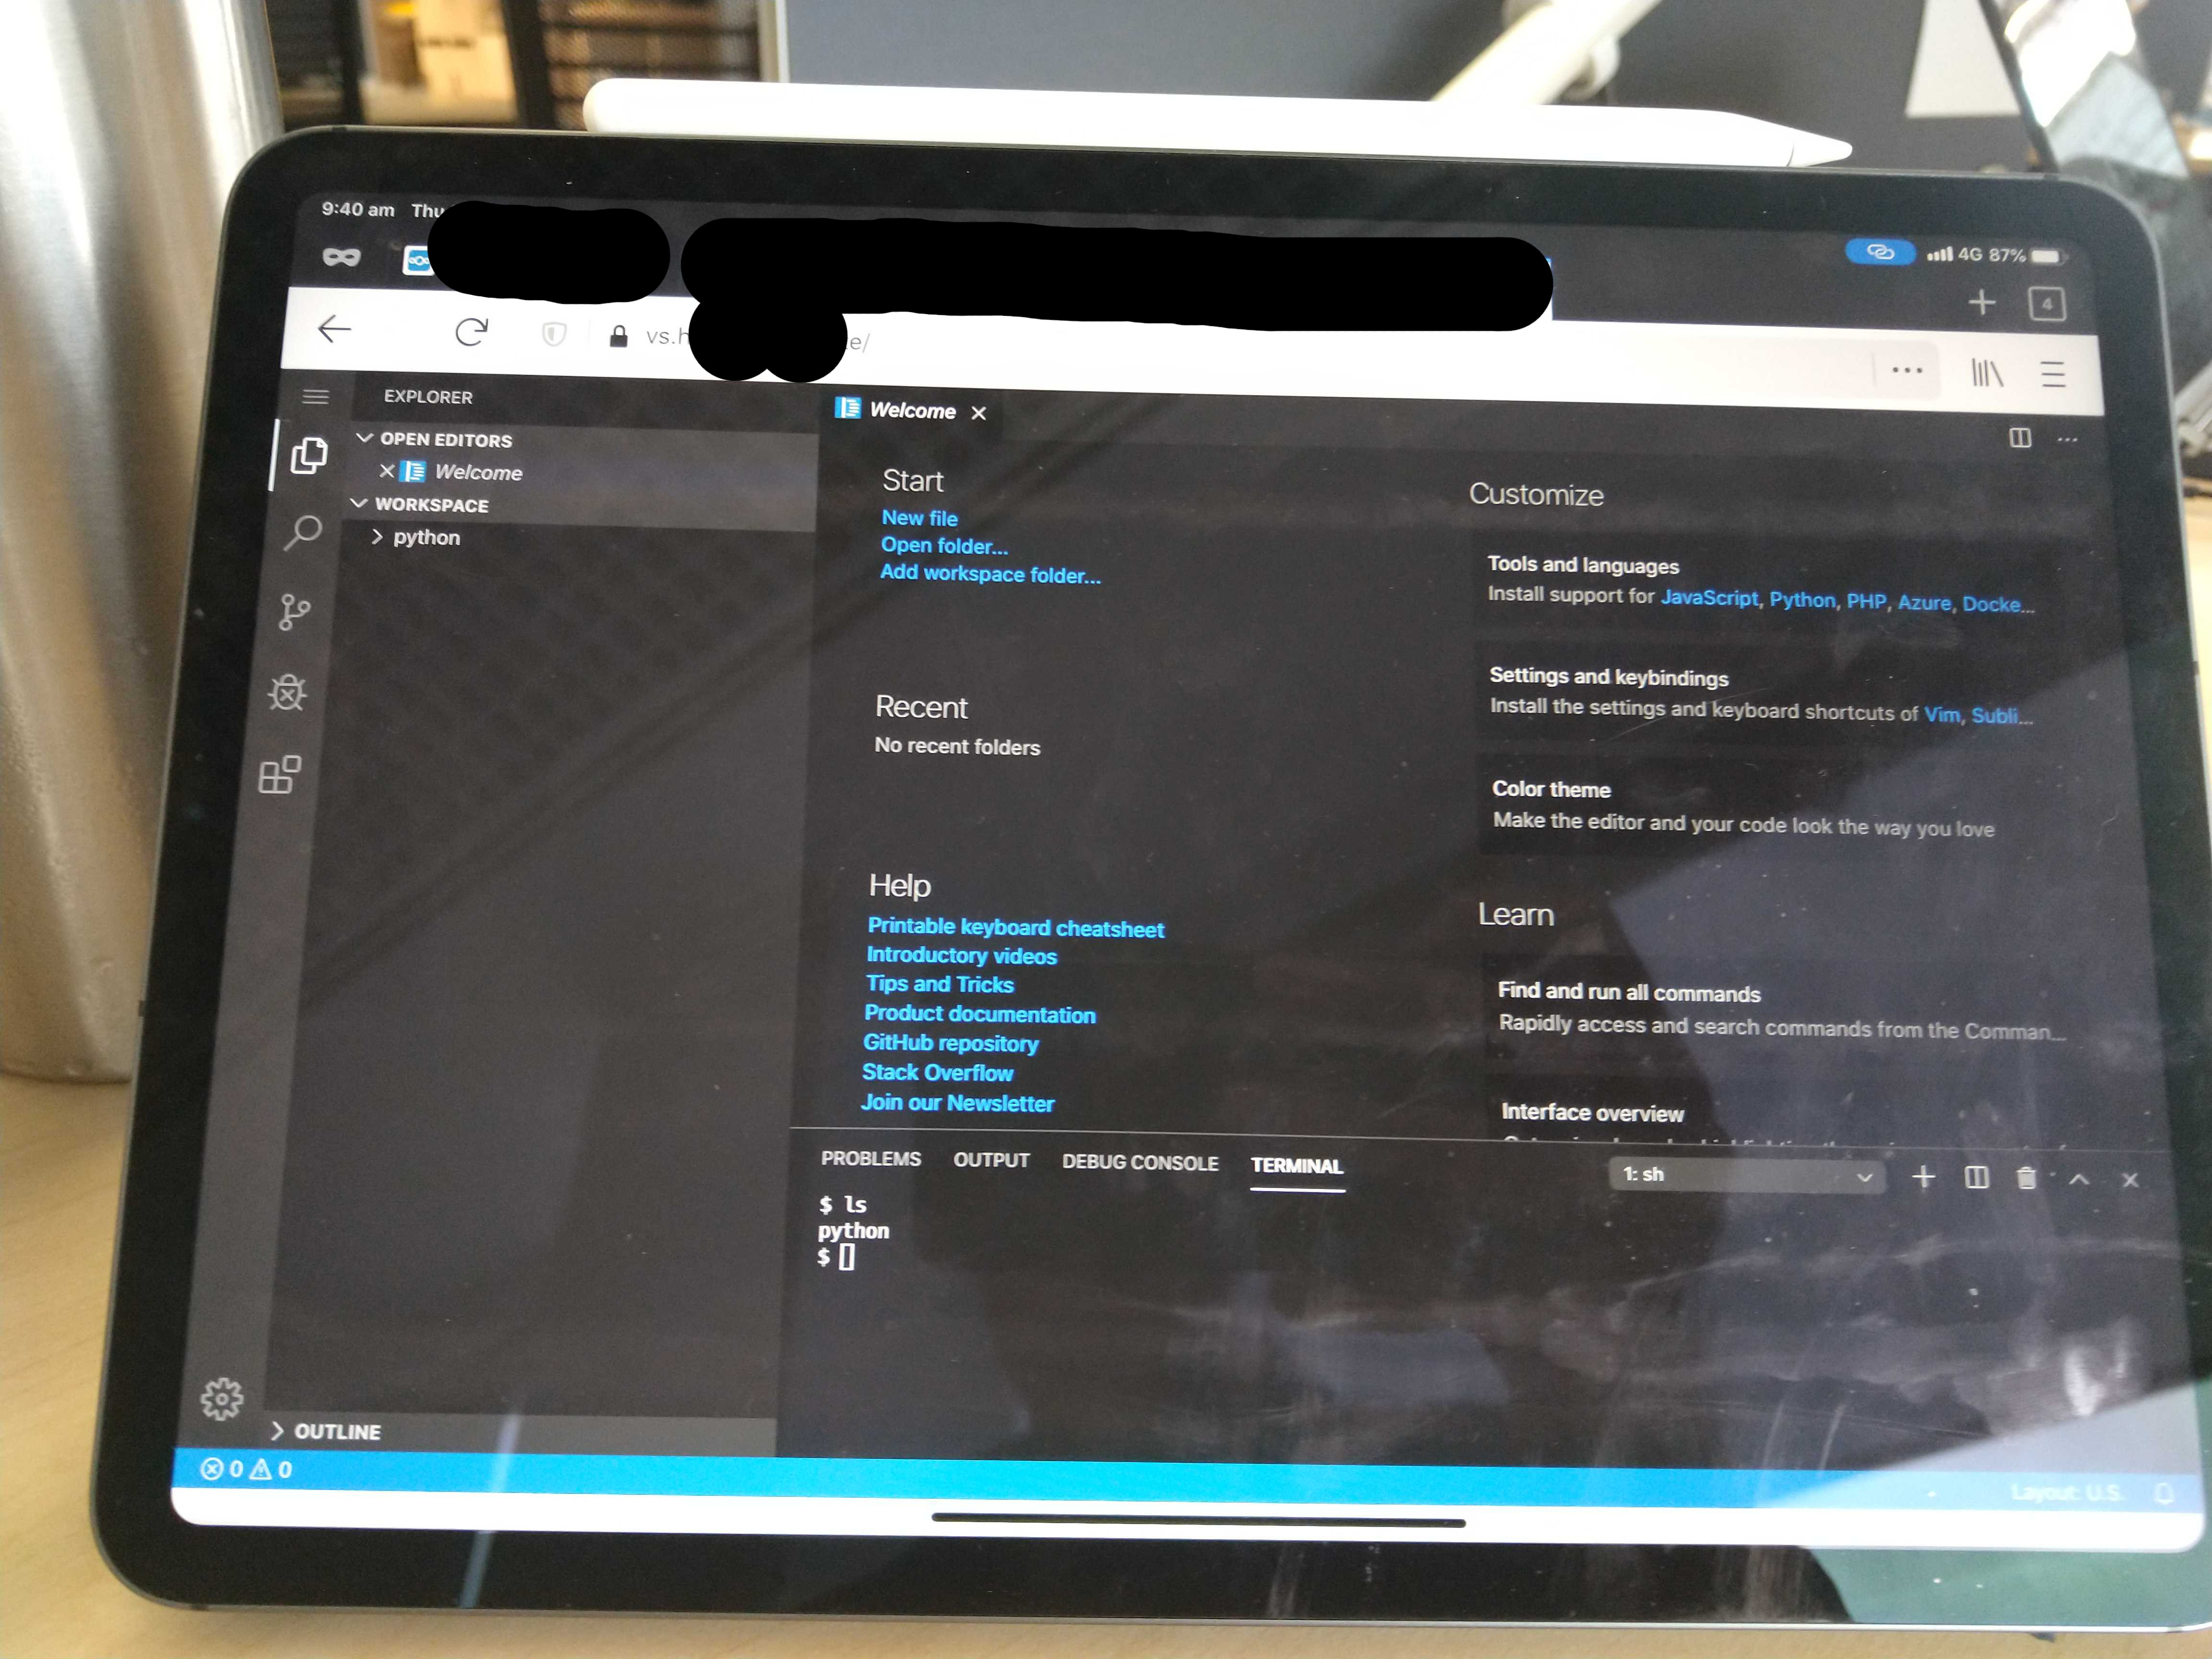 9:40 am Thu
4G 87%
4
vs.h
e/
EXPLORER
OPEN EDITORS
Welcome
WORKSPACE
python
OUTLINE
Welcome
Start
New file
Open folder...
Add workspace folder...
Recent
No recent folders
Help
Printable keyboard cheatsheet
Introductory videos
Tips and Tricks
Product documentation
GitHub repository
Stack Overflow
Join our Newsletter
Customize
Tools and languages
Install support for JavaScript, Python, PHP, Azure, Docke...
Settings and keybindings
Install the settings and keyboard shortcuts of Vim, Subli...
Color theme
Make the editor and your code look the way you love
Learn
Find and run all commands
Rapidly access and search commands from the Comman...
Interface overview
PROBLEMS OUTPUT DEBUG CONSOLE TERMINAL
1: sh
$ ls
python
$
0 0
Layout: U.S.